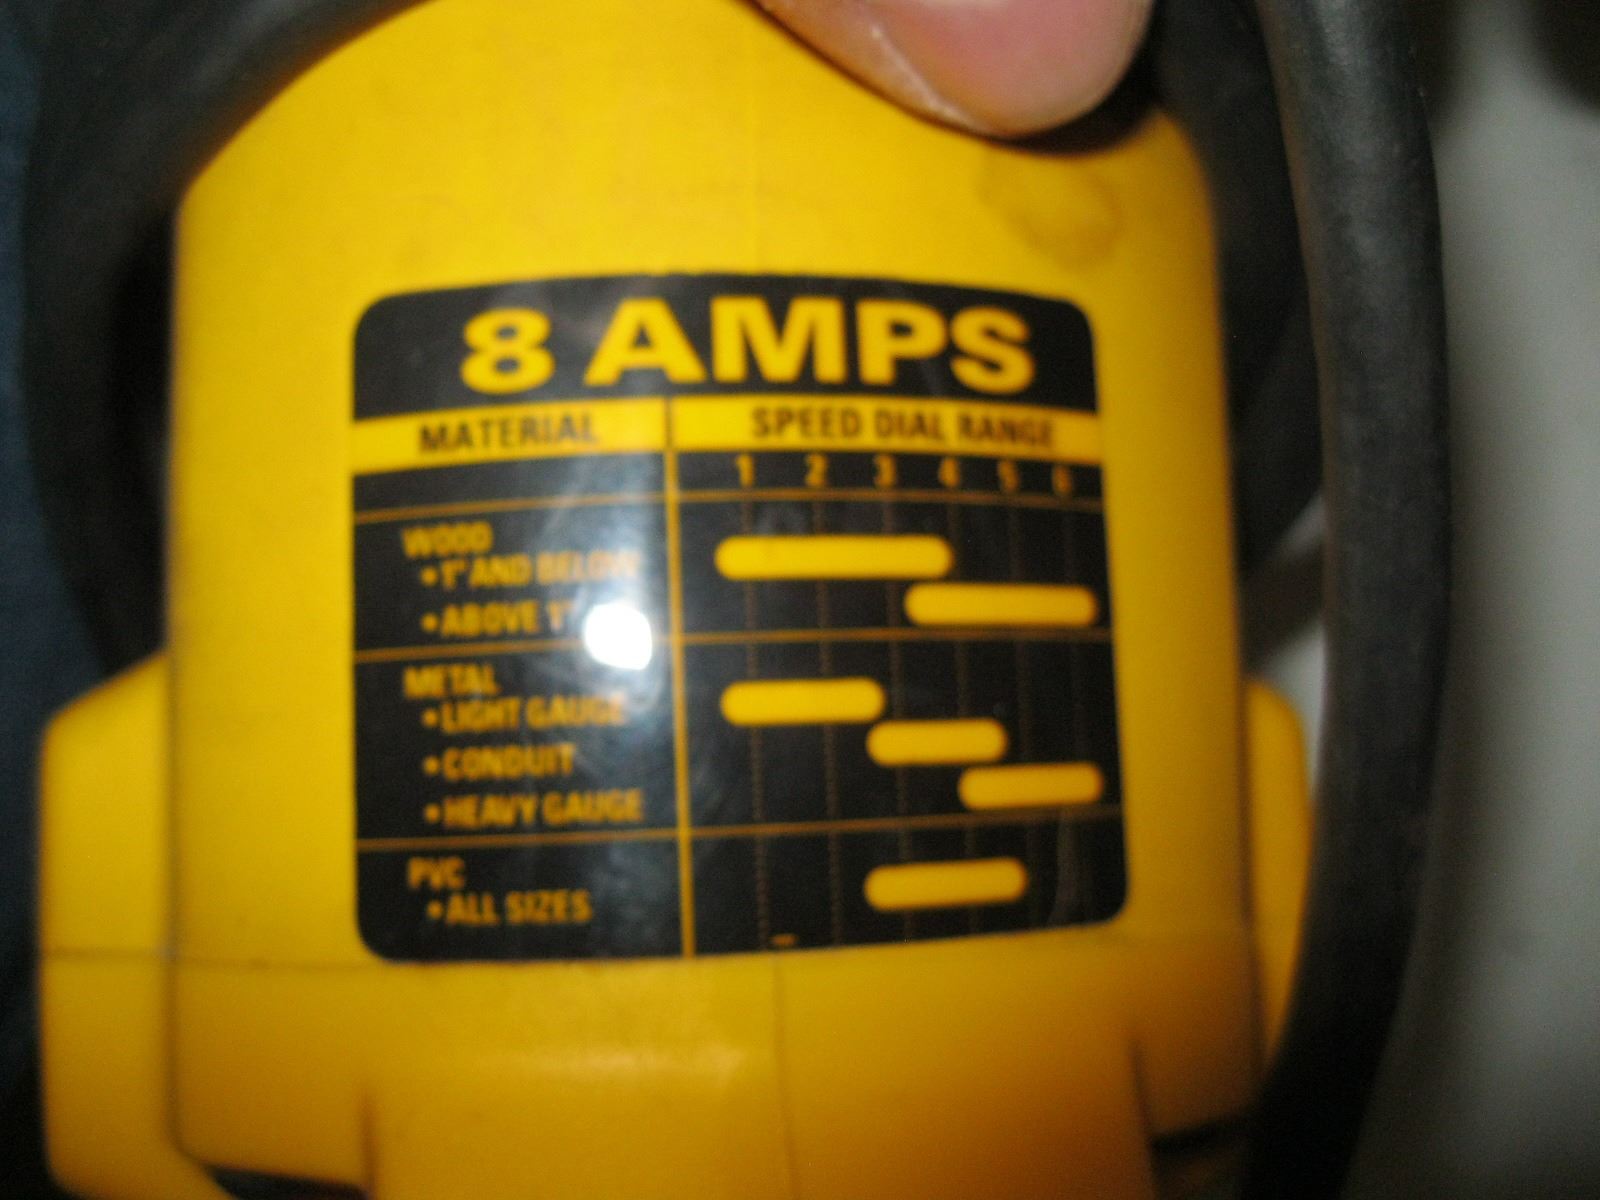 8 AMPS
MATERIAL SPEED DIAL RANGE
1 2 3 4 5 6
WOOD
• 1" AND BELOW
• ABOVE 1"
METAL
• LIGHT GAUGE
• CONDUIT
• HEAVY GAUGE
PVC
• ALL SIZES